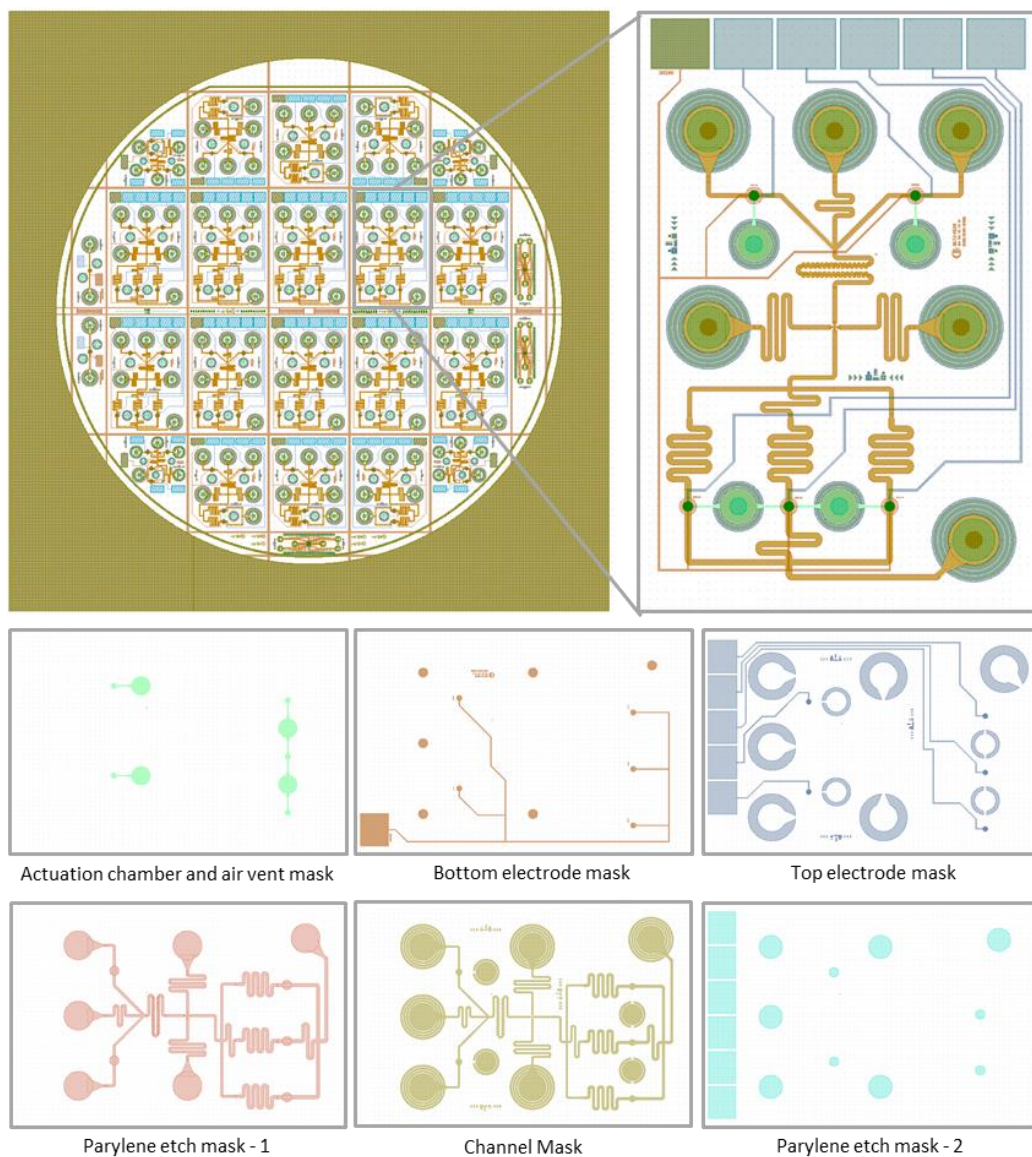 Actuation chamber and air vent mask
Bottom electrode mask
Top electrode mask
Parylene etch mask - 1
Channel Mask
Parylene etch mask - 2